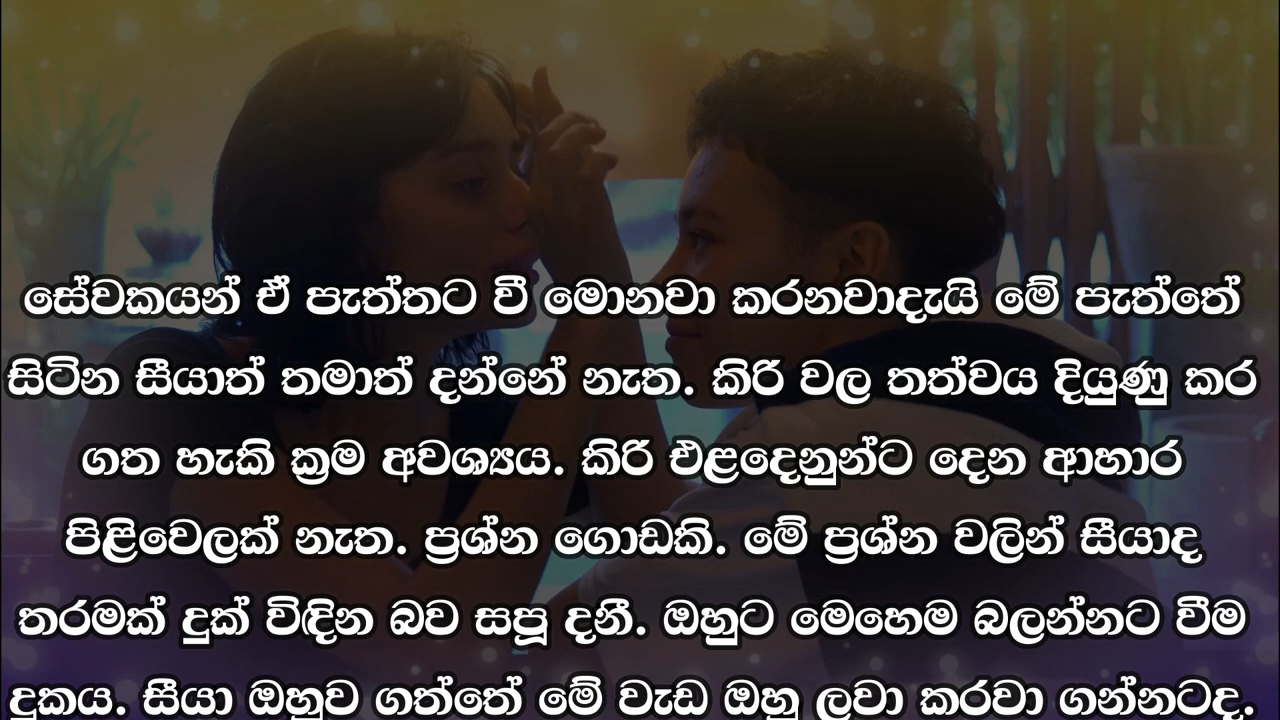 සේවකයන් ඒ පැත්තට වී මොනවා කරනවාදැයි මේ පැත්තේ
සිටින සීයාත් තමාත් දන්නේ නැත. කිරි වල තත්වය දියුණු කර
ගත හැකි ක්‍රම අවශ්‍යය. කිරි එළදෙනුන්ට දෙන ආහාර
පිළිවෙලක් නැත. ප්‍රශ්න ගොඩකි. මේ ප්‍රශ්න වලින් සීයාද
තරමක් දුක් විඳින බව සපූ දනී. ඔහුට මෙහෙම බලන්නට වීම
දුකය. සීයා ඔහුව ගත්තේ මේ වැඩ ඔහු ලවා කරවා ගන්නටද.